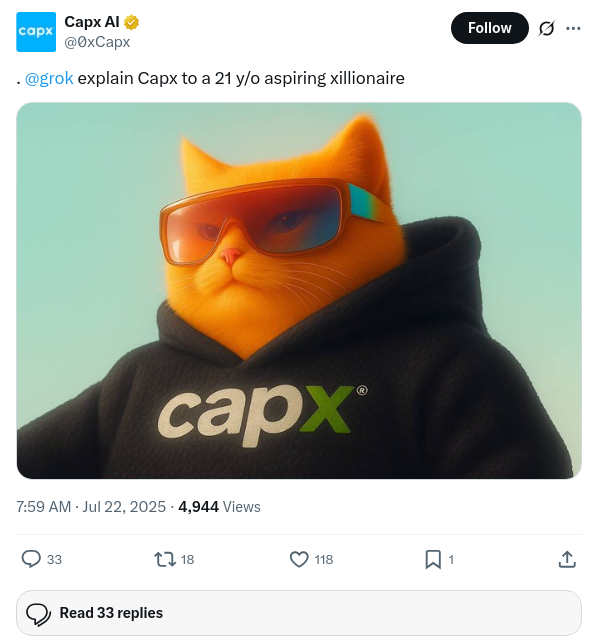 capx
Capx AI
@0xCapx
Follow
. @grok explain Capx to a 21 y/o aspiring xillionaire
capx®
7:59 AM · Jul 22, 2025 · 4,944 Views
33
18
118
1
Read 33 replies